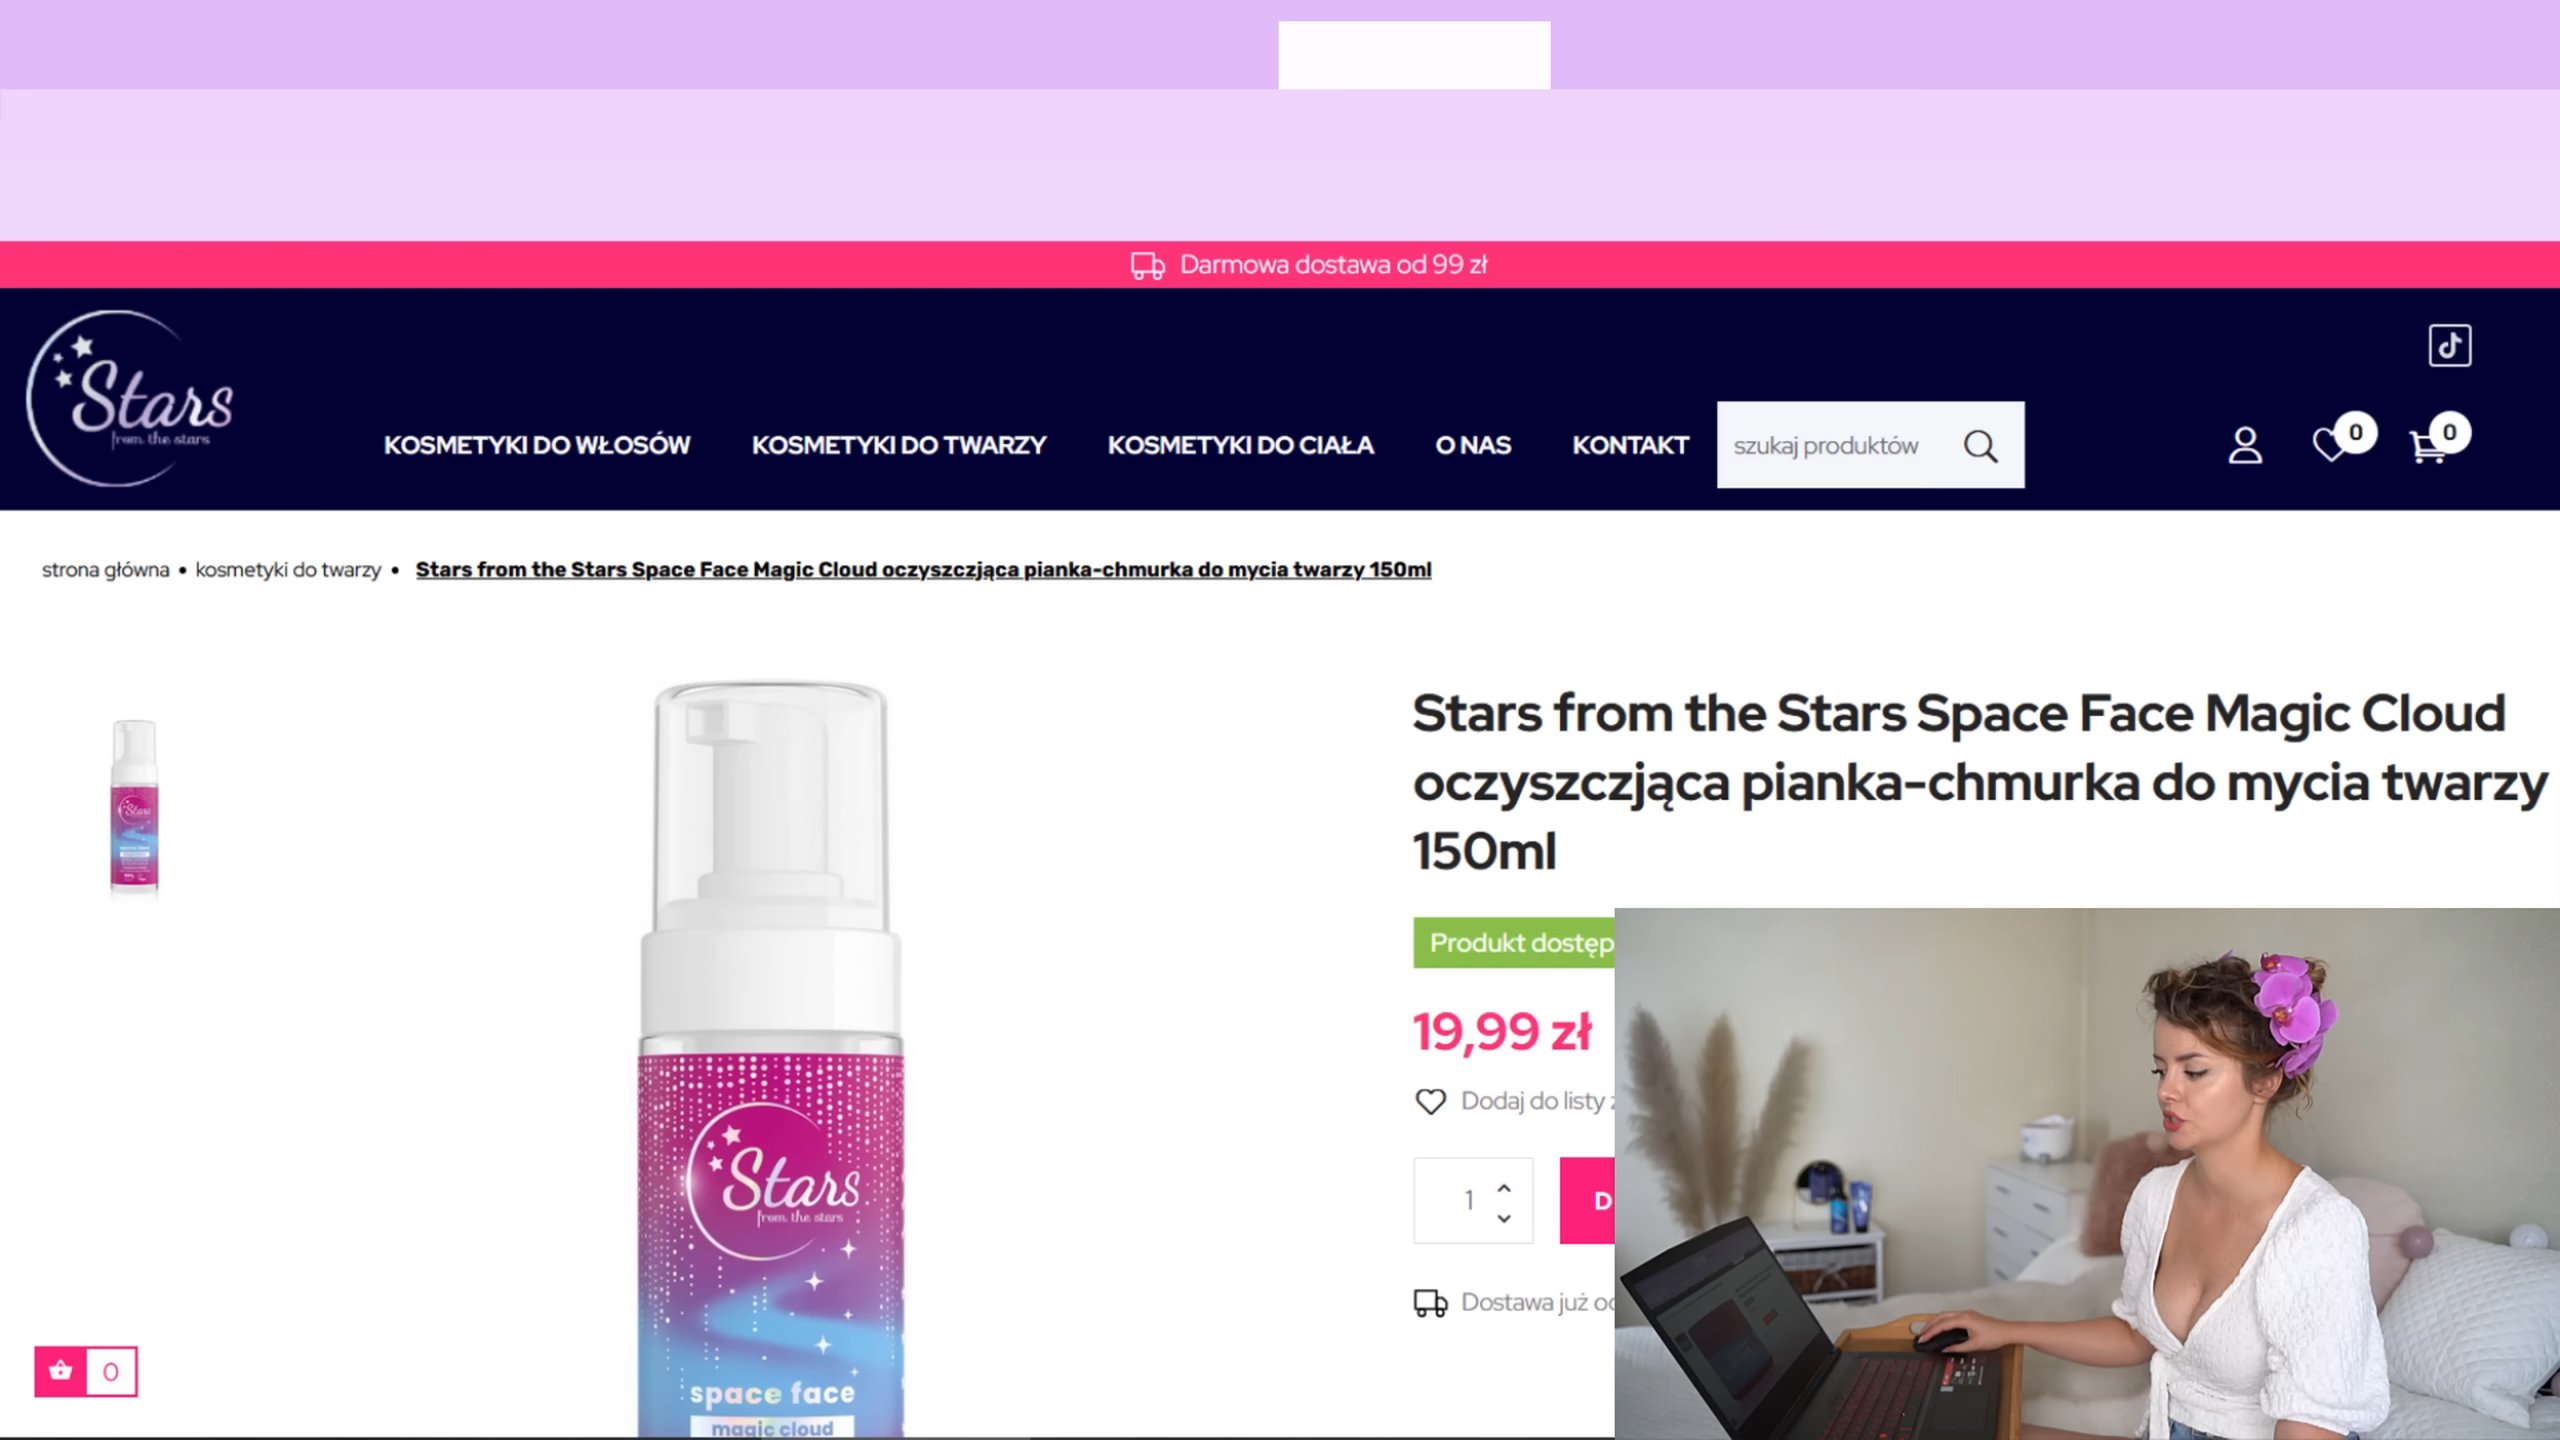 Darmowa dostawa od 99 zł
Stars
from the stars
KOSMETYKI DO WŁOSÓW
KOSMETYKI DO TWARZY
KOSMETYKI DO CIAŁA
O NAS
KONTAKT
szukaj produktów
0
0
strona główna • kosmetyki do twarzy • Stars from the Stars Space Face Magic Cloud oczyszczjąca pianka-chmurka do mycia twarzy 150ml
Stars from the Stars Space Face Magic Cloud
oczyszczjąca pianka-chmurka do mycia twarzy
150ml
Produkt dostęp
19,99 zł
Dodaj do listy
1
D
Dostawa już od
Stars
from the stars
space face
magic cloud
Stars
0